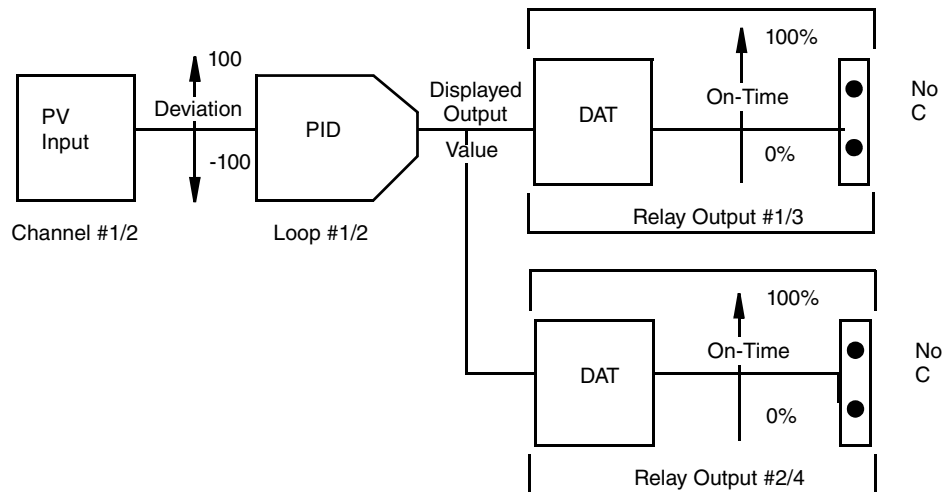 PV
Input
Channel #1/2
100
Deviation
-100
PID
Loop #1/2
Displayed
Output
Value
DAT
100%
On-Time
0%
No
C
Relay Output #1/3
DAT
100%
On-Time
0%
No
C
Relay Output #2/4